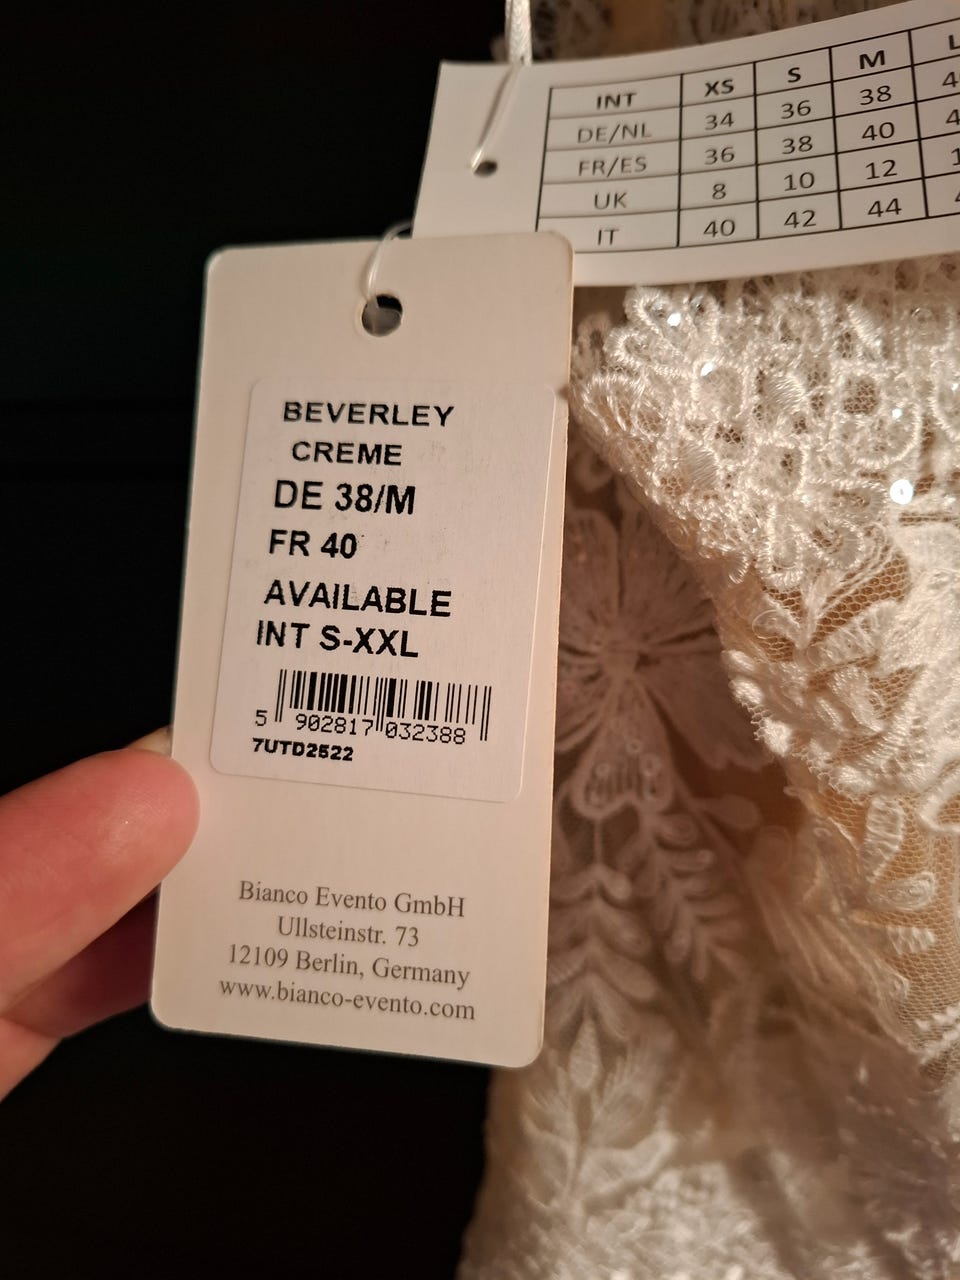 INT XS S M L
DE/NL 34 36 38
FR/ES 36 38 40
UK 8 10 12
IT 40 42 44
BEVERLEY
CREME
DE 38/M
FR 40
AVAILABLE
INT S-XXL
5 902817 032388
7UTD2522
Bianco Evento GmbH
Ullsteinstr. 73
12109 Berlin, Germany
www.bianco-evento.com